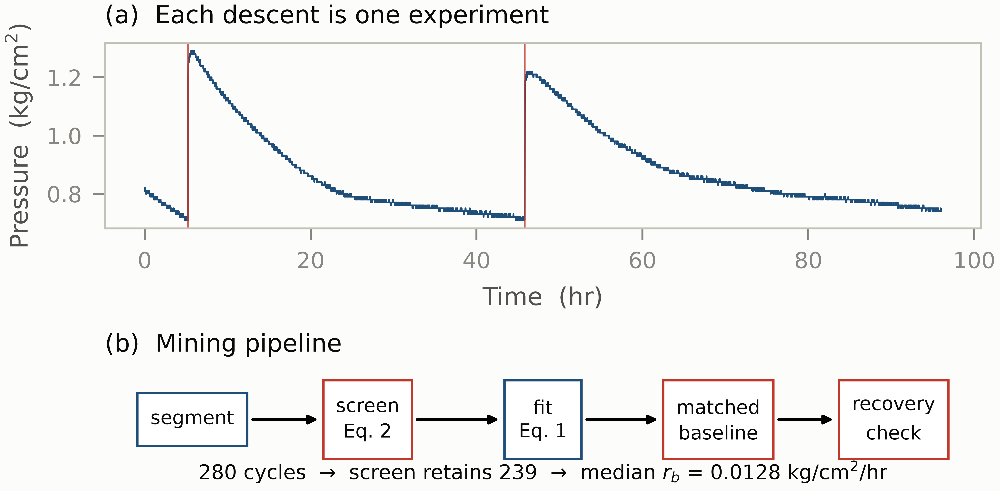 (a) Each descent is one experiment
Pressure (kg/cm²)
1.2
1.0
0.8
0 20 40 60 80 100
Time (hr)
(b) Mining pipeline
segment
screen
Eq. 2
fit
Eq. 1
matched
baseline
recovery
check
280 cycles → screen retains 239 → median r_b = 0.0128 kg/cm²/hr